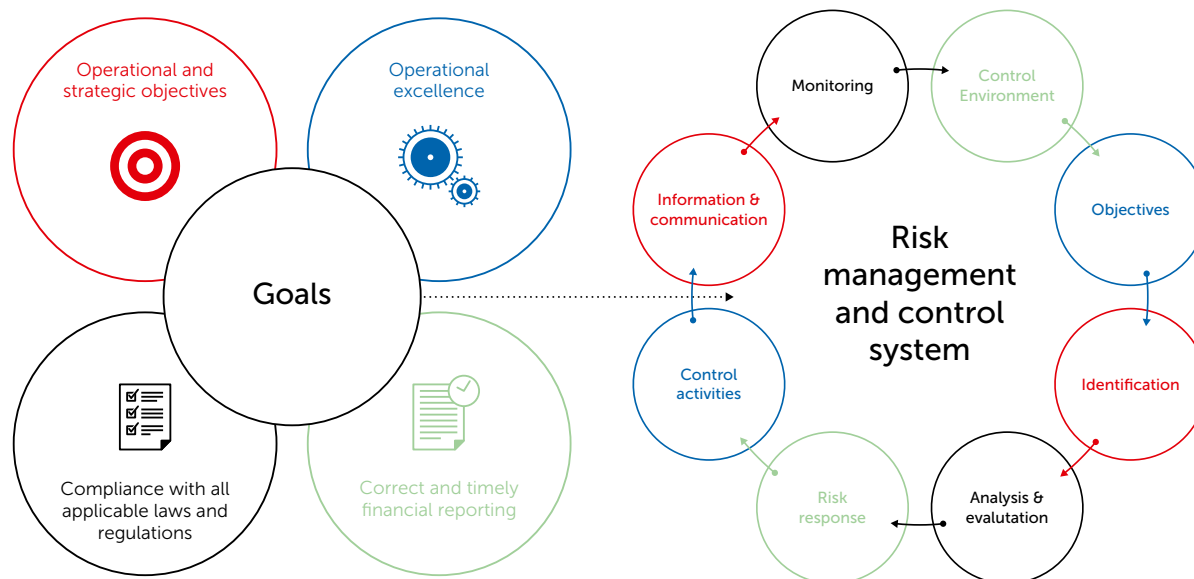 Operational and
strategic objectives
Operational
excellence
Goals
Compliance with all
applicable laws and
regulations
Correct and timely
financial reporting
Monitoring
Control
Environment
Objectives
Identification
Analysis &
evalutation
Risk
response
Control
activities
Information &
communication
Risk
management
and control
system